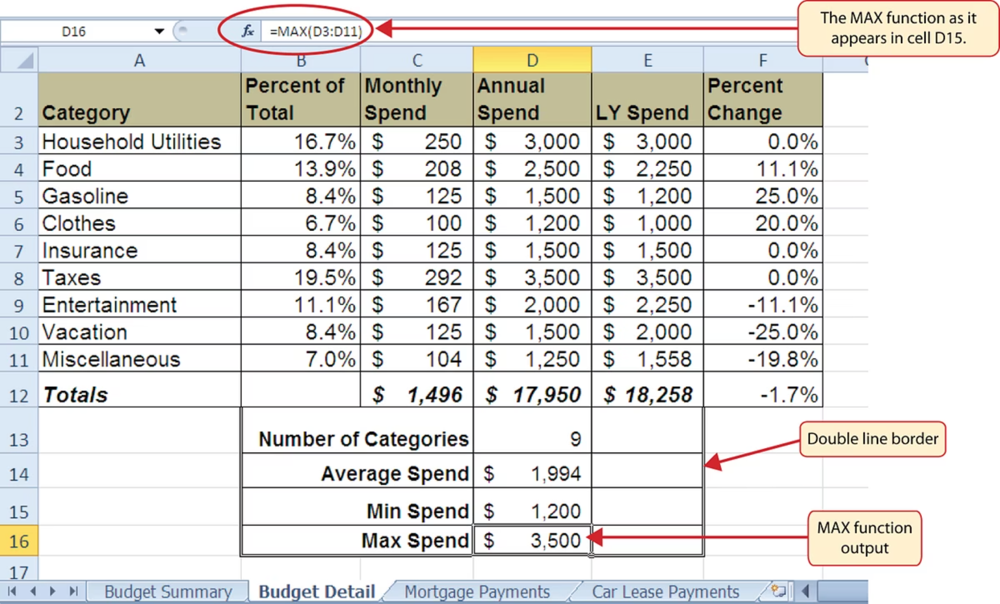 D16 fx =MAX(D3:D11)
The MAX function as it
appears in cell D15.
A B C D E F
Percent of Monthly Annual Percent
2 Category Total Spend Spend LY Spend Change
3 Household Utilities 16.7% $ 250 $ 3,000 $ 3,000 0.0%
4 Food 13.9% $ 208 $ 2,500 $ 2,250 11.1%
5 Gasoline 8.4% $ 125 $ 1,500 $ 1,200 25.0%
6 Clothes 6.7% $ 100 $ 1,200 $ 1,000 20.0%
7 Insurance 8.4% $ 125 $ 1,500 $ 1,500 0.0%
8 Taxes 19.5% $ 292 $ 3,500 $ 3,500 0.0%
9 Entertainment 11.1% $ 167 $ 2,000 $ 2,250 -11.1%
10 Vacation 8.4% $ 125 $ 1,500 $ 2,000 -25.0%
11 Miscellaneous 7.0% $ 104 $ 1,250 $ 1,558 -19.8%
12 Totals $ 1,496 $ 17,950 $ 18,258 -1.7%
13 Number of Categories 9
Double line border
14 Average Spend $ 1,994
15 Min Spend $ 1,200
16 Max Spend $ 3,500
MAX function
output
17
Budget Summary Budget Detail Mortgage Payments Car Lease Payments